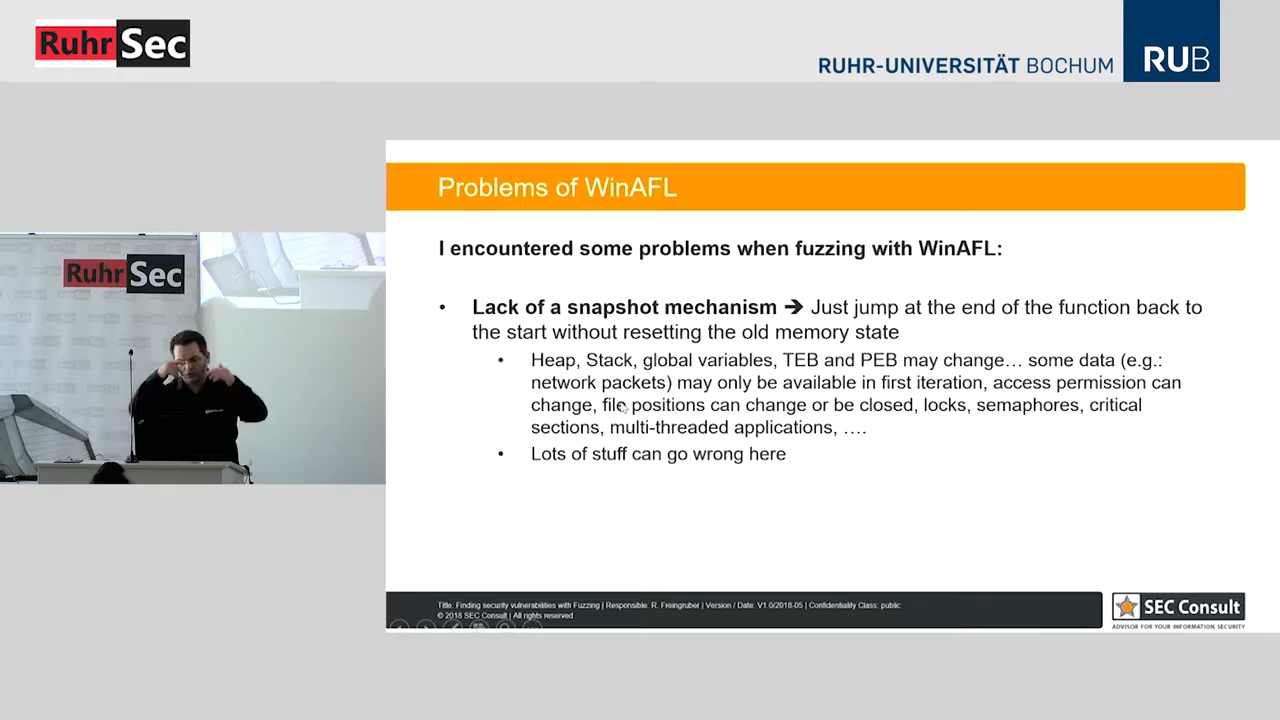 RuhrSec
RUHR-UNIVERSITÄT BOCHUM
RUB
RuhrSec
Problems of WinAFL
I encountered some problems when fuzzing with WinAFL:
• Lack of a snapshot mechanism ➔ Just jump at the end of the function back to
the start without resetting the old memory state
• Heap, Stack, global variables, TEB and PEB may change… some data (e.g.:
network packets) may only be available in first iteration, access permission can
change, file positions can change or be closed, locks, semaphores, critical
sections, multi-threaded applications, ….
• Lots of stuff can go wrong here
Title: Finding security vulnerabilities with Fuzzing | Responsible: R. Freingruber | Version / Date: V1.0/2018-05 | Confidentiality Class: public
© 2018 SEC Consult | All rights reserved
SEC Consult
ADVISOR FOR YOUR INFORMATION SECURITY